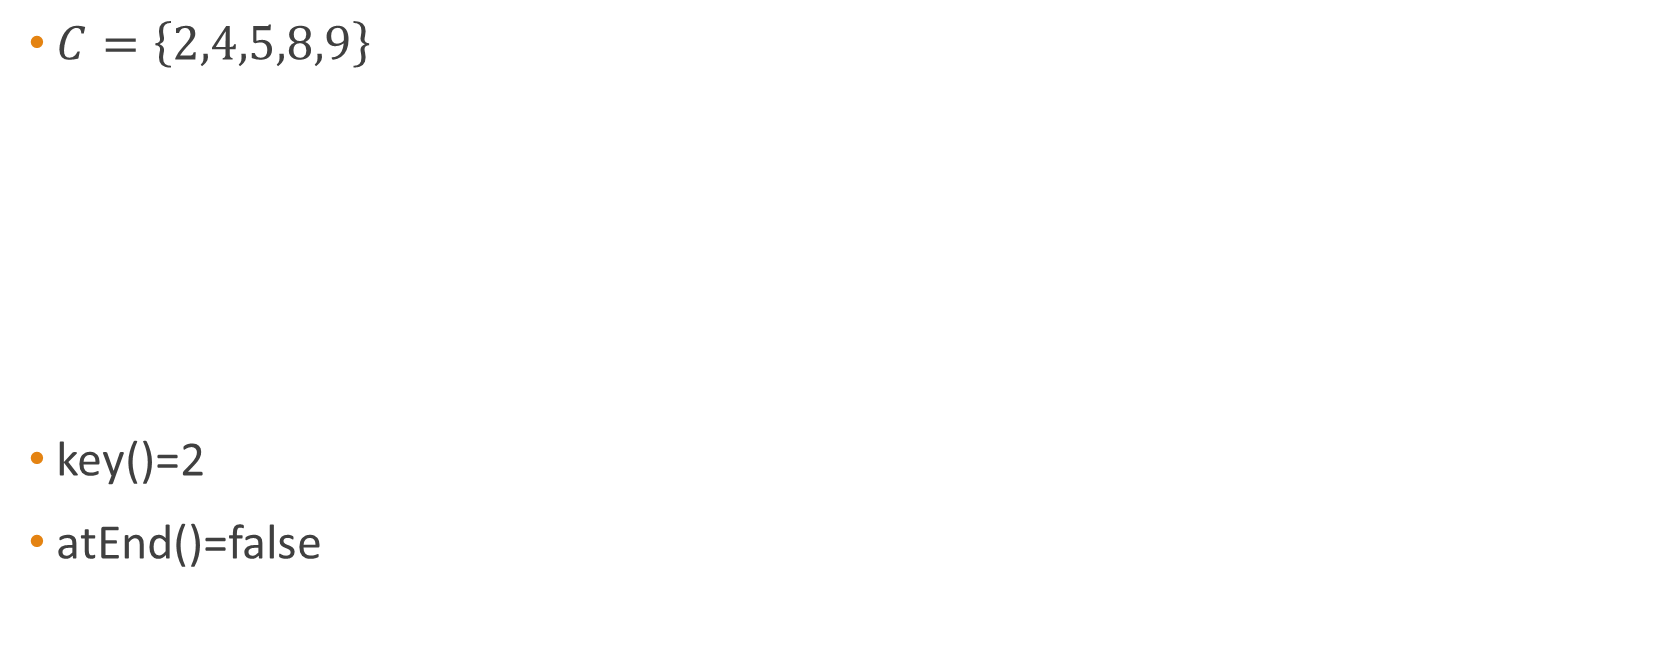 • C = {2,4,5,8,9}
• key()=2
• atEnd()=false